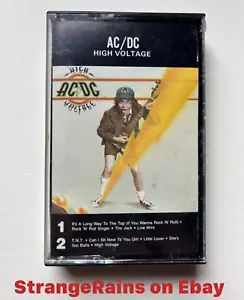 AC/DC
HIGH VOLTAGE
HIGH
AC/DC
VOLTAGE
1 It's A Long Way To The Top (If You Wanna Rock 'N' Roll) •
Rock 'N' Roll Singer • The Jack • Live Wire
2 T.N.T • Can I Sit Next To You Girl • Little Lover • She's
Got Balls • High Voltage
StrangeRains on Ebay